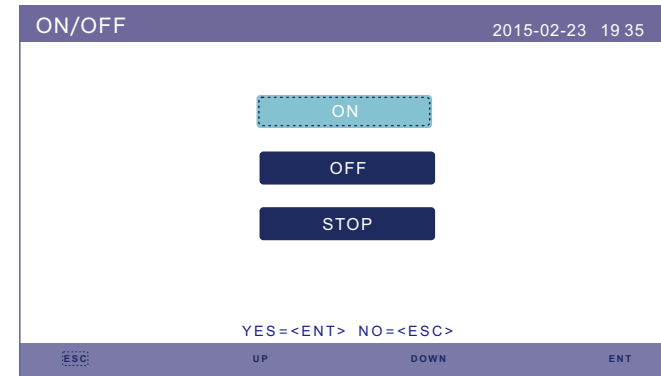 ON/OFF 2015-02-23 19 35
ON
OFF
STOP
YES=<ENT> NO=<ESC>
ESC UP DOWN ENT